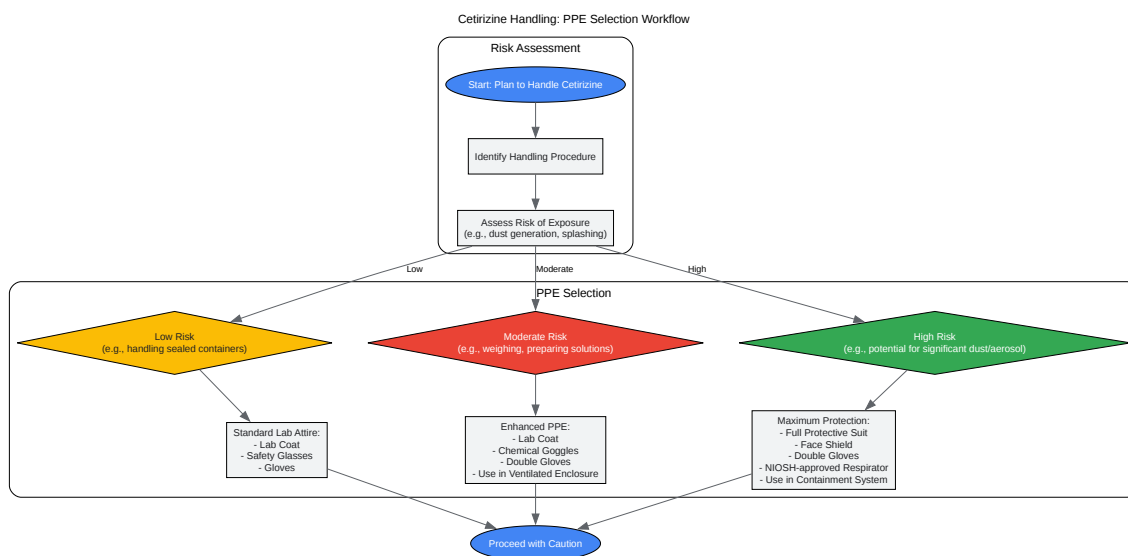 Cetirizine Handling: PPE Selection Workflow
Risk Assessment
Start: Plan to Handle Cetirizine
Identify Handling Procedure
Assess Risk of Exposure
(e.g., dust generation, splashing)
Low
Moderate
High
PPE Selection
Low Risk
(e.g., handling sealed containers)
Moderate Risk
(e.g., weighing, preparing solutions)
High Risk
(e.g., potential for significant dust/aerosol)
Standard Lab Attire:
- Lab Coat
- Safety Glasses
- Gloves
Enhanced PPE:
- Lab Coat
- Chemical Goggles
- Double Gloves
- Use in Ventilated Enclosure
Maximum Protection:
- Full Protective Suit
- Face Shield
- Double Gloves
- NIOSH-approved Respirator
- Use in Containment System
Proceed with Caution